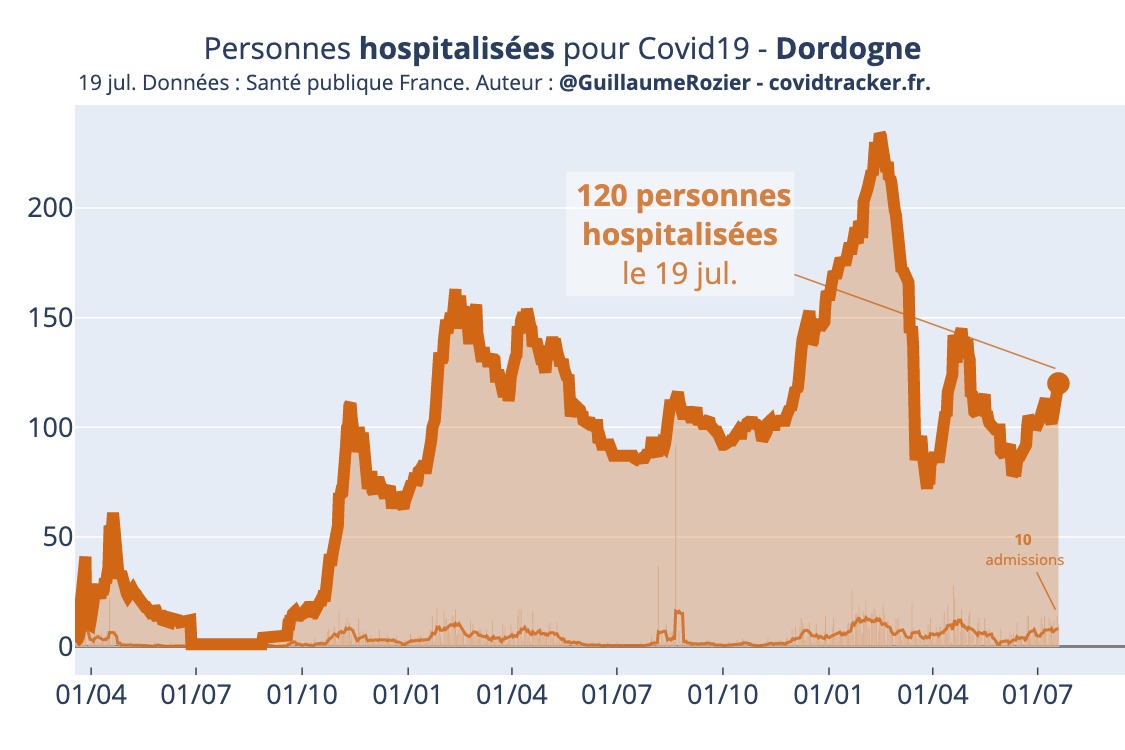 Personnes hospitalisées pour Covid19 - Dordogne
19 jul. Données : Santé publique France. Auteur : @GuillaumeRozier - covidtracker.fr.
120 personnes
hospitalisées
le 19 jul.
200
150
100
50
0
10
admissions
01/04 01/07 01/10 01/01 01/04 01/07 01/10 01/01 01/04 01/07